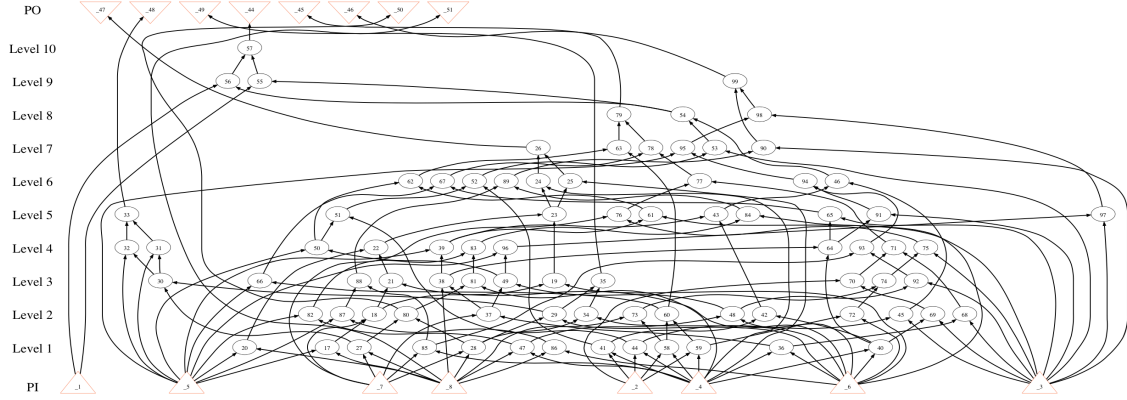 PO _47 _48 _49 _44 _45 _46 _50 _51
Level 10 57
Level 9 56 55 99
Level 8 79 54 98
Level 7 26 63 78 95 53 90
Level 6 62 67 52 89 24 25 77 94 46
Level 5 33 51 23 76 61 43 84 65 91 97
Level 4 32 31 50 22 39 83 96 64 93 71 75
Level 3 30 66 88 21 38 81 49 19 35 70 74 92
Level 2 82 87 18 80 37 29 34 73 60 48 42 72 45 69 68
Level 1 20 17 27 85 28 47 86 41 44 58 59 36 40
PI _1 _5 _7 _8 _2 _4 _6 _3